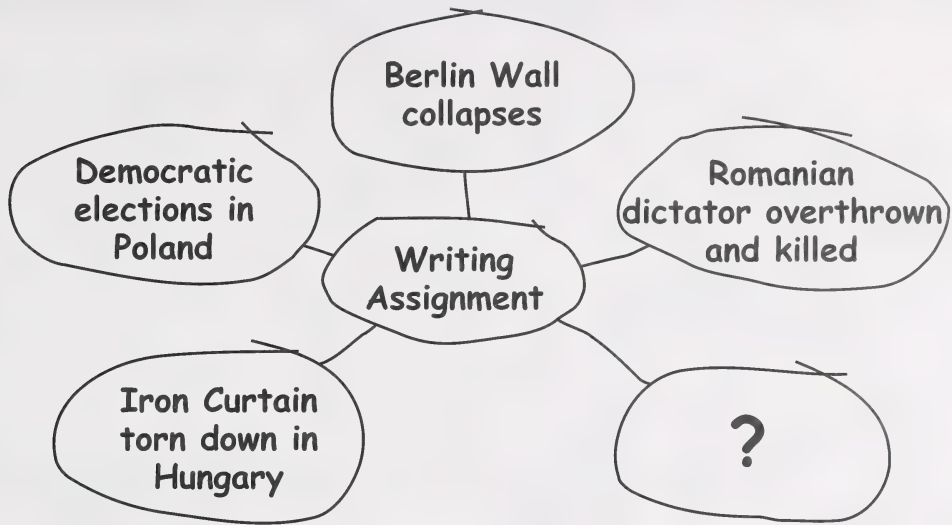 Berlin Wall
collapses
Democratic
elections in
Poland
Romanian
dictator overthrown
and killed
Writing
Assignment
Iron Curtain
torn down in
Hungary
?